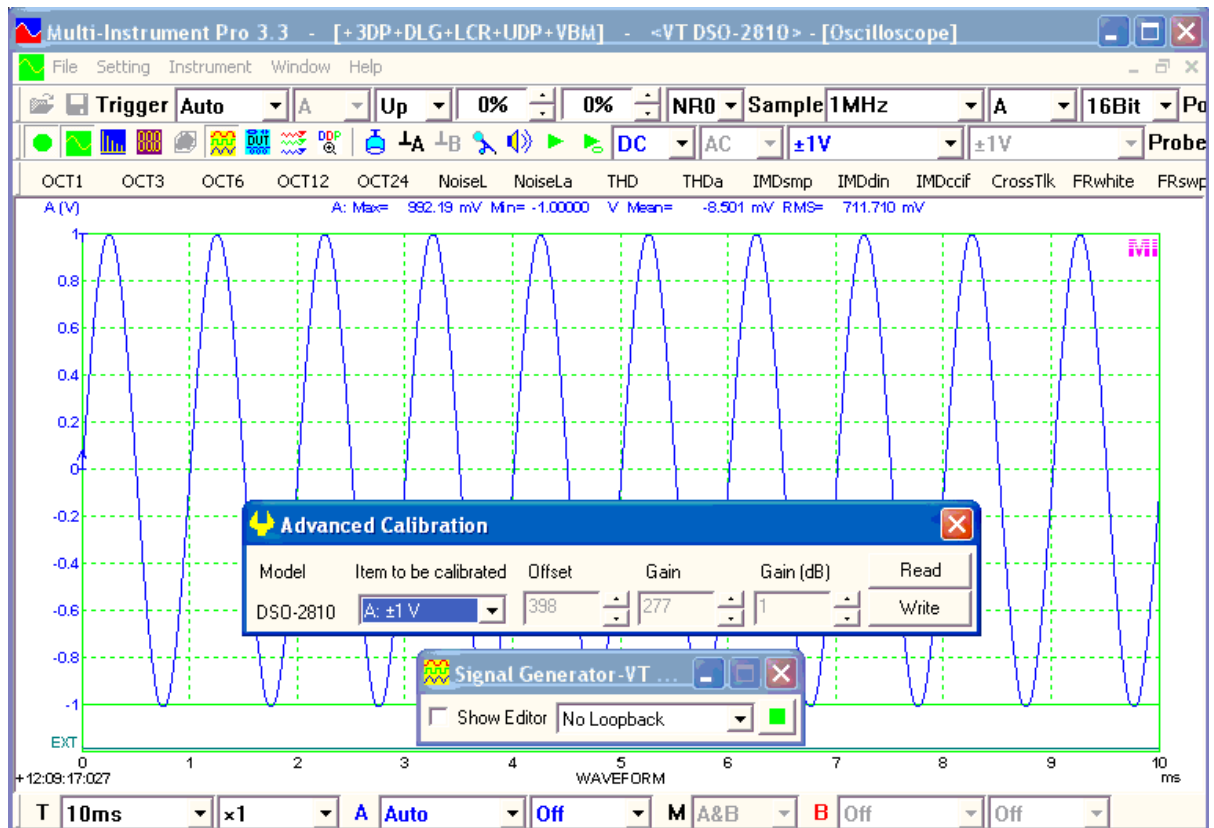 Multi-Instrument Pro 3.3 - [+3DP+DLG+LCR+UDP+VBM] - <VT DSO-2810> - [Oscilloscope]
File Setting Instrument Window Help
Trigger Auto A Up 0% 0% NR0 Sample 1MHz A 16Bit Po
888 DUT DDP A B DC AC ±1V ±1V Probe
OCT1 OCT3 OCT6 OCT12 OCT24 NoiseL NoiseLa THD THDa IMDsmp IMDdin IMDccif CrossTlk FRwhite FRswp
A (V) A: Max= 992.19 mV Min= -1.00000 V Mean= -8.501 mV RMS= 711.710 mV
1
MI
0.8
0.6
0.4
0.2
0
-0.2
Advanced Calibration
-0.4
Model Item to be calibrated Offset Gain Gain (dB) Read
-0.6
DSO-2810 A: ±1 V 398 277 1 Write
-0.8
Signal Generator-VT ...
-1
Show Editor No Loopback
EXT
0 1 2 3 4 5 6 7 8 9 10
+12:09:17:027 WAVEFORM ms
T 10ms ×1 A Auto Off M A&B B Off Off